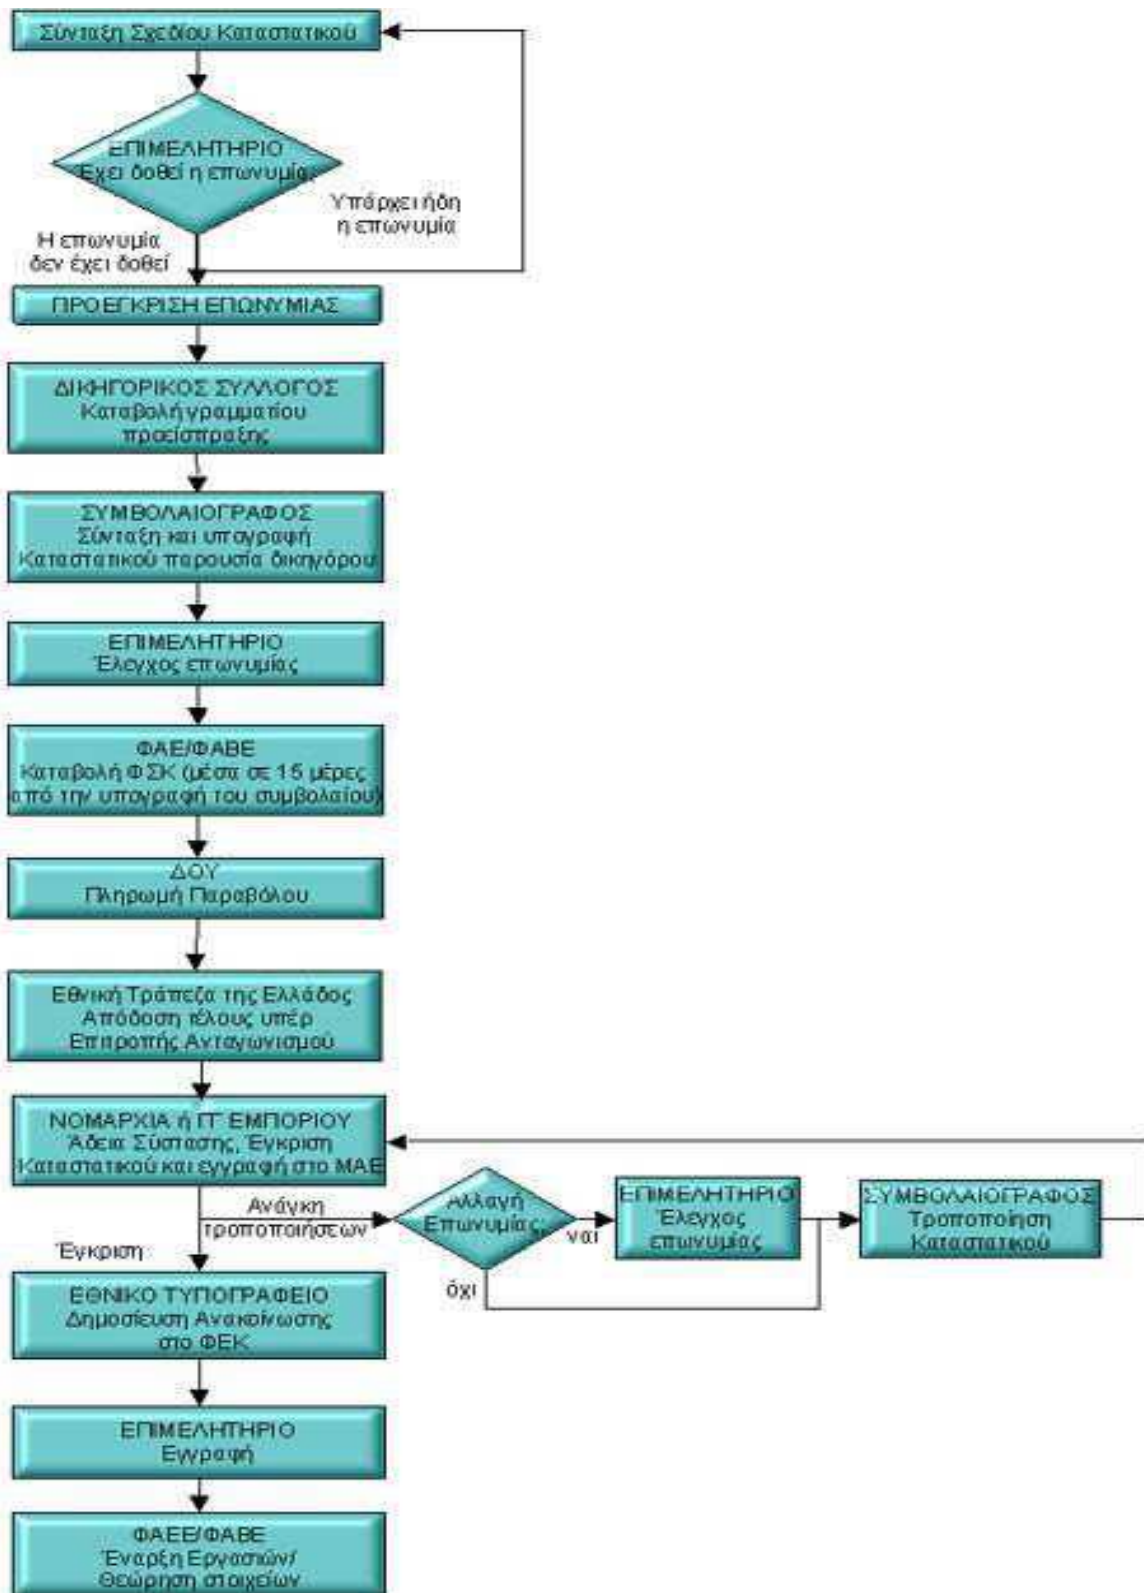 Σύνταξη Σχεδίου Καταστατικού
ΕΠΙΜΕΛΗΤΗΡΙΟ
Έχει δοθεί η επωνυμία;
Υπάρχει ήδη
η επωνυμία
Η επωνυμία
δεν έχει δοθεί
ΠΡΟΕΓΚΡΙΣΗ ΕΠΩΝΥΜΙΑΣ
ΔΙΚΗΓΟΡΙΚΟΣ ΣΥΛΛΟΓΟΣ
Καταβολή γραμματίου
προείσπραξης
ΣΥΜΒΟΛΑΙΟΓΡΑΦΟΣ
Σύνταξη και υπογραφή
Καταστατικού παρουσία δικηγόρου
ΕΠΙΜΕΛΗΤΗΡΙΟ
Έλεγχος επωνυμίας
ΦΑΕ/ΦΑΒΕ
Καταβολή ΦΣΚ (μέσα σε 15 μέρες
από την υπογραφή του συμβολαίου)
ΔΟΥ
Πληρωμή Παραβόλου
Εθνική Τράπεζα της Ελλάδος
Απόδοση τέλους υπέρ
Επιτροπής Ανταγωνισμού
ΝΟΜΑΡΧΙΑ ή ΓΓ ΕΜΠΟΡΙΟΥ
Άδεια Σύστασης, Έγκριση
Καταστατικού και εγγραφή στο ΜΑΕ
Ανάγκη
τροποποιήσεων
Αλλαγή
Επωνυμίας;
ναι
ΕΠΙΜΕΛΗΤΗΡΙΟ
Έλεγχος
επωνυμίας
ΣΥΜΒΟΛΑΙΟΓΡΑΦΟΣ
Τροποποίηση
Καταστατικού
όχι
Έγκριση
ΕΘΝΙΚΟ ΤΥΠΟΓΡΑΦΕΙΟ
Δημοσίευση Ανακοίνωσης
στο ΦΕΚ
ΕΠΙΜΕΛΗΤΗΡΙΟ
Εγγραφή
ΦΑΕΕ/ΦΑΒΕ
Έναρξη Εργασιών/
Θεώρηση στοιχείων